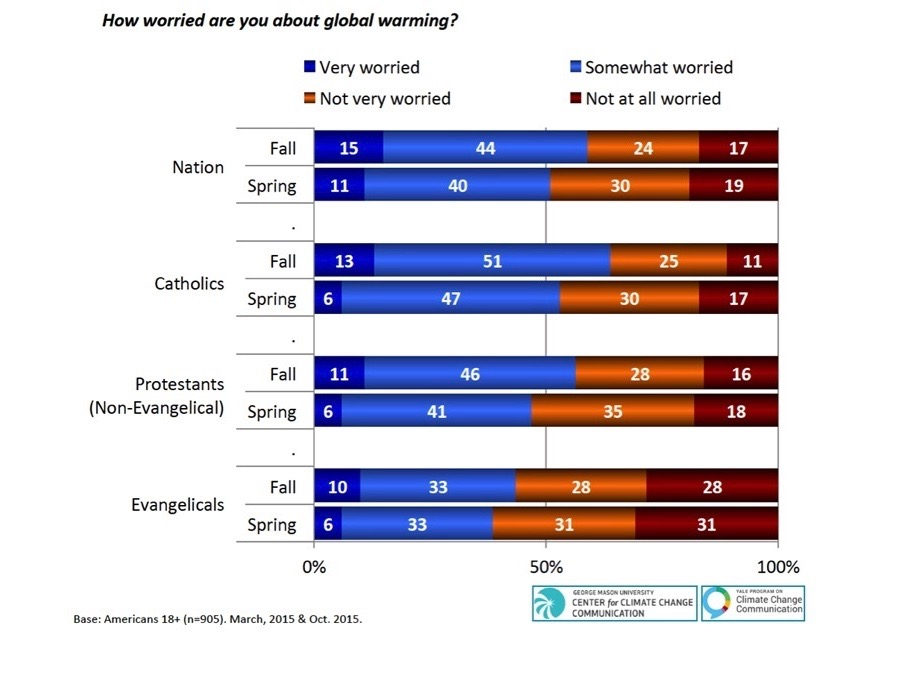 How worried are you about global warming?
Very worried
Somewhat worried
Not very worried
Not at all worried
Nation
Fall
15 44 24 17
Spring
11 40 30 19
.
Catholics
Fall
13 51 25 11
Spring
6 47 30 17
.
Protestants
(Non-Evangelical)
Fall
11 46 28 16
Spring
6 41 35 18
.
Evangelicals
Fall
10 33 28 28
Spring
6 33 31 31
0% 50% 100%
GEORGE MASON UNIVERSITY
CENTER for CLIMATE CHANGE
COMMUNICATION
YALE PROGRAM ON
Climate Change
Communication
Base: Americans 18+ (n=905). March, 2015 & Oct. 2015.